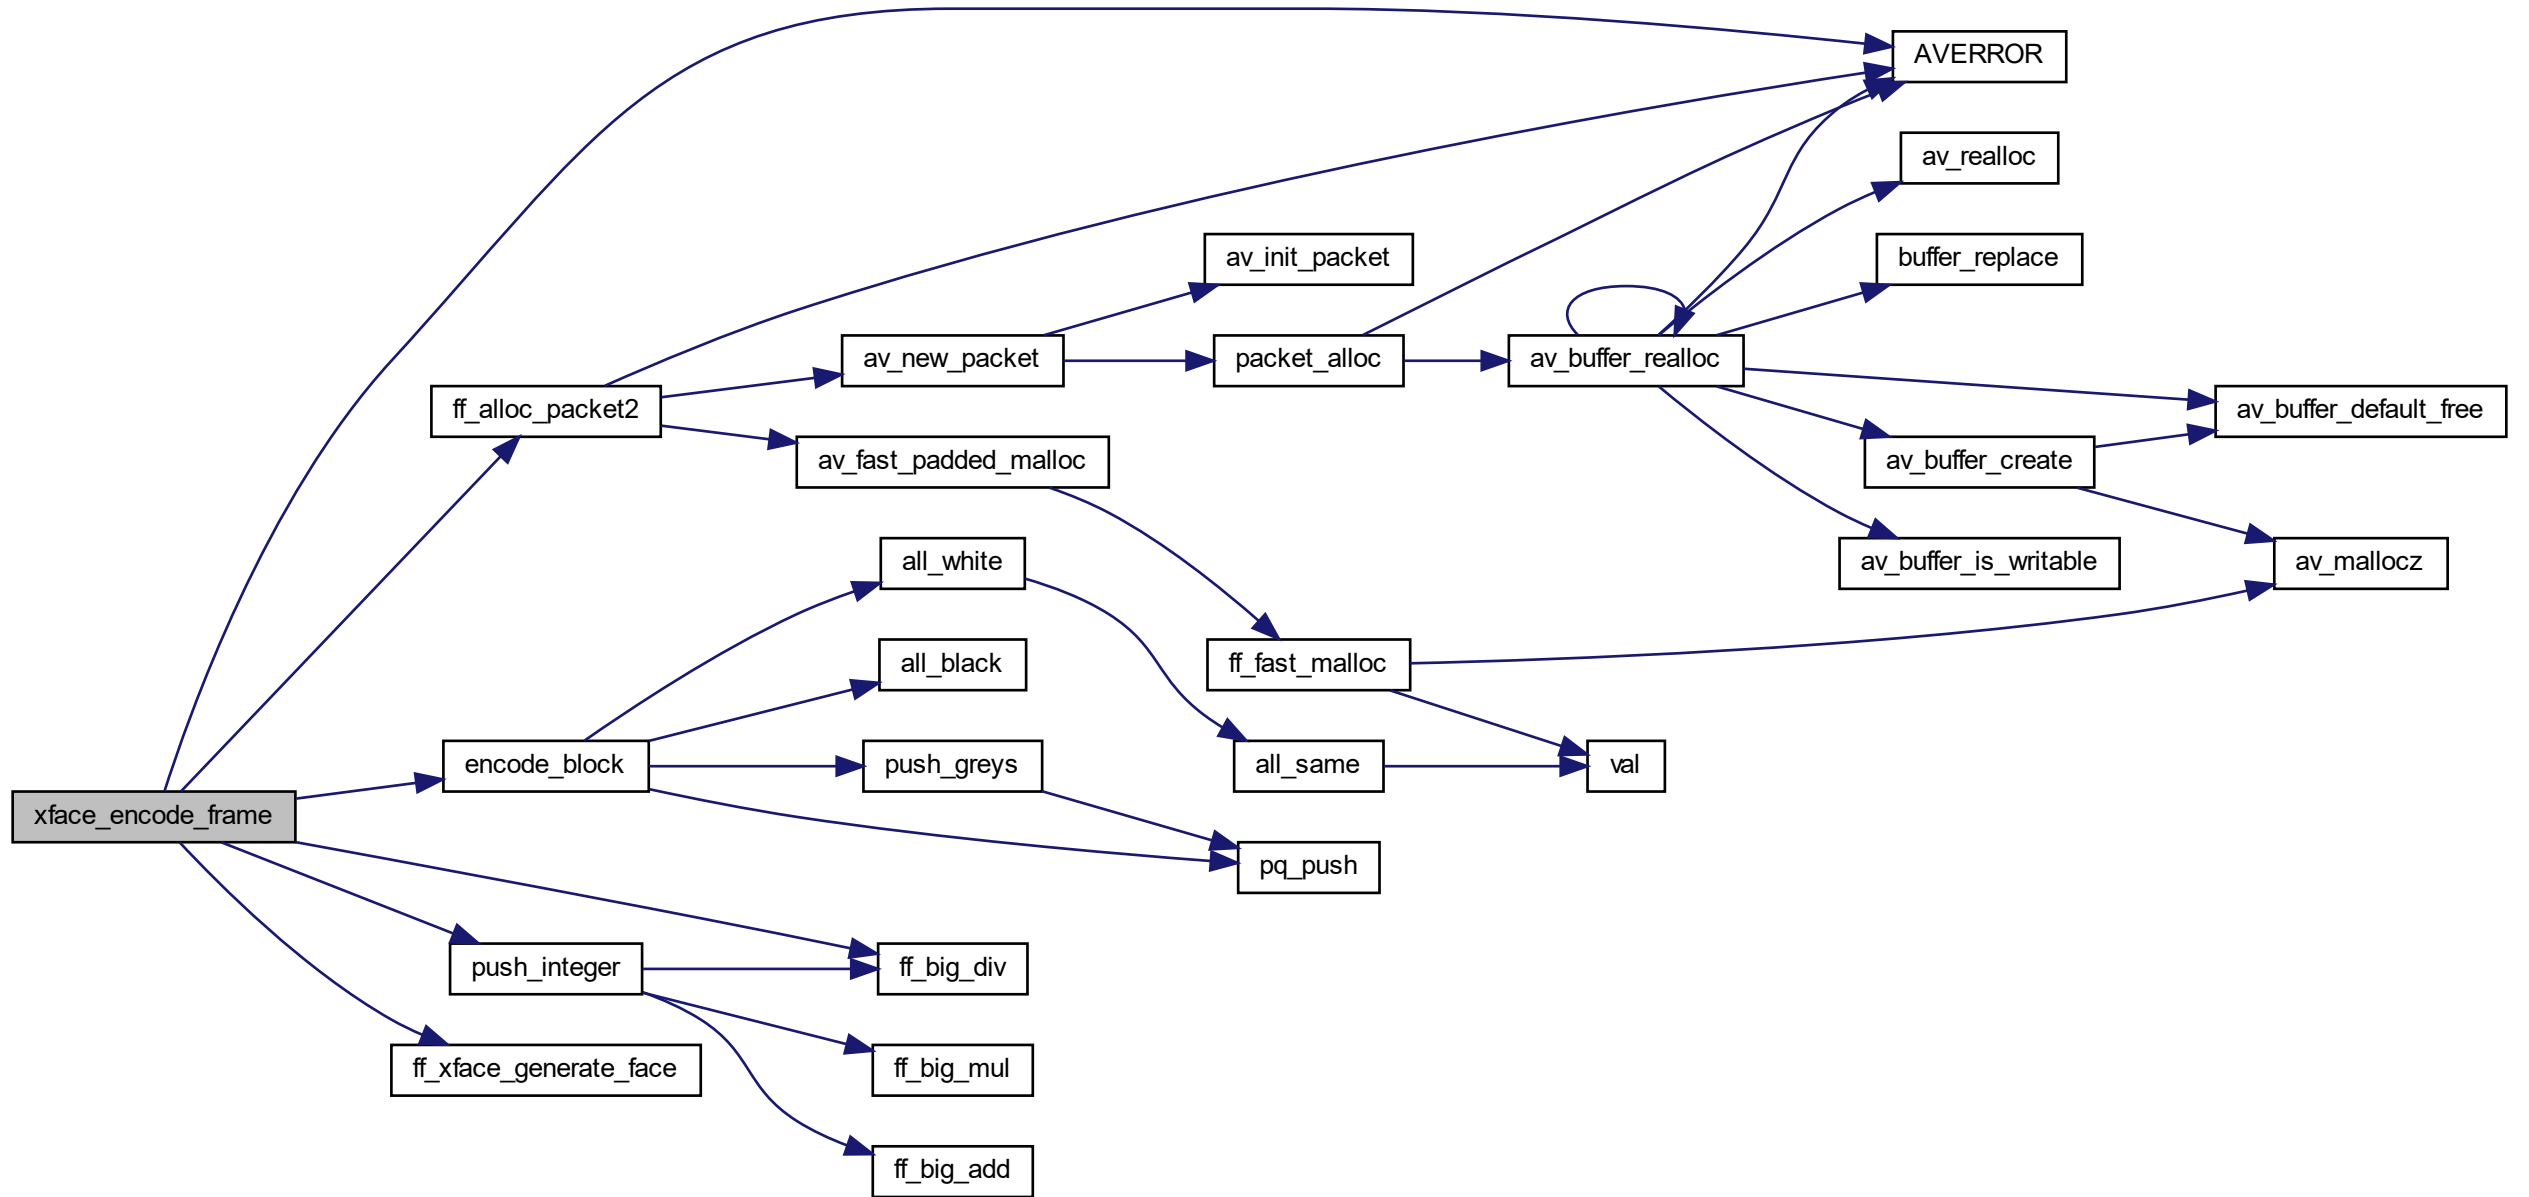 AVERROR
av_realloc
av_init_packet
buffer_replace
av_new_packet
packet_alloc
av_buffer_realloc
ff_alloc_packet2
av_buffer_default_free
av_fast_padded_malloc
av_buffer_create
all_white
av_buffer_is_writable
av_mallocz
all_black
ff_fast_malloc
encode_block
push_greys
all_same
val
xface_encode_frame
pq_push
push_integer
ff_big_div
ff_xface_generate_face
ff_big_mul
ff_big_add